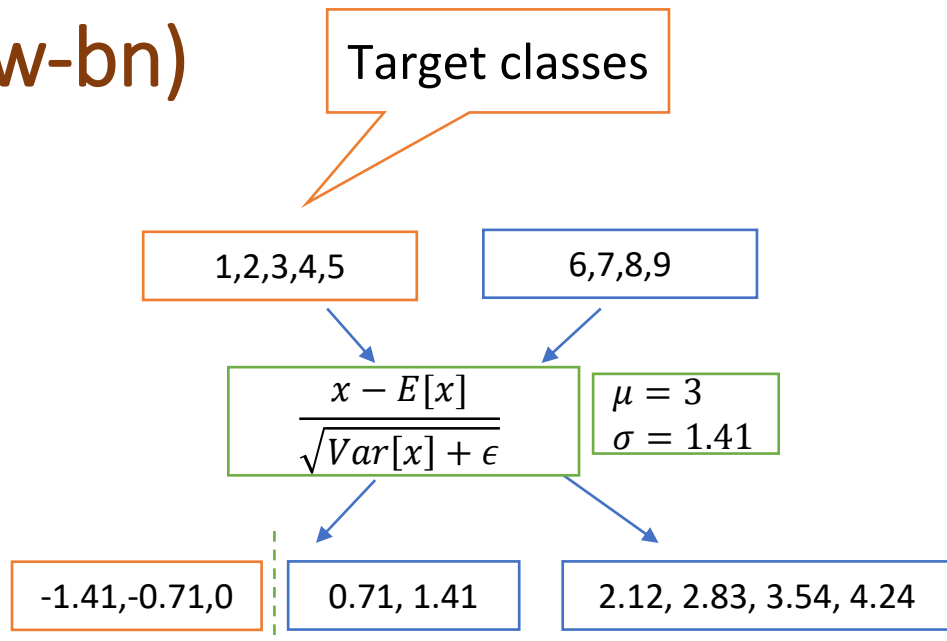 w-bn)
Target classes
1,2,3,4,5
6,7,8,9
x − E[x]
√Var[x] + ϵ
μ = 3
σ = 1.41
-1.41,-0.71,0
0.71, 1.41
2.12, 2.83, 3.54, 4.24